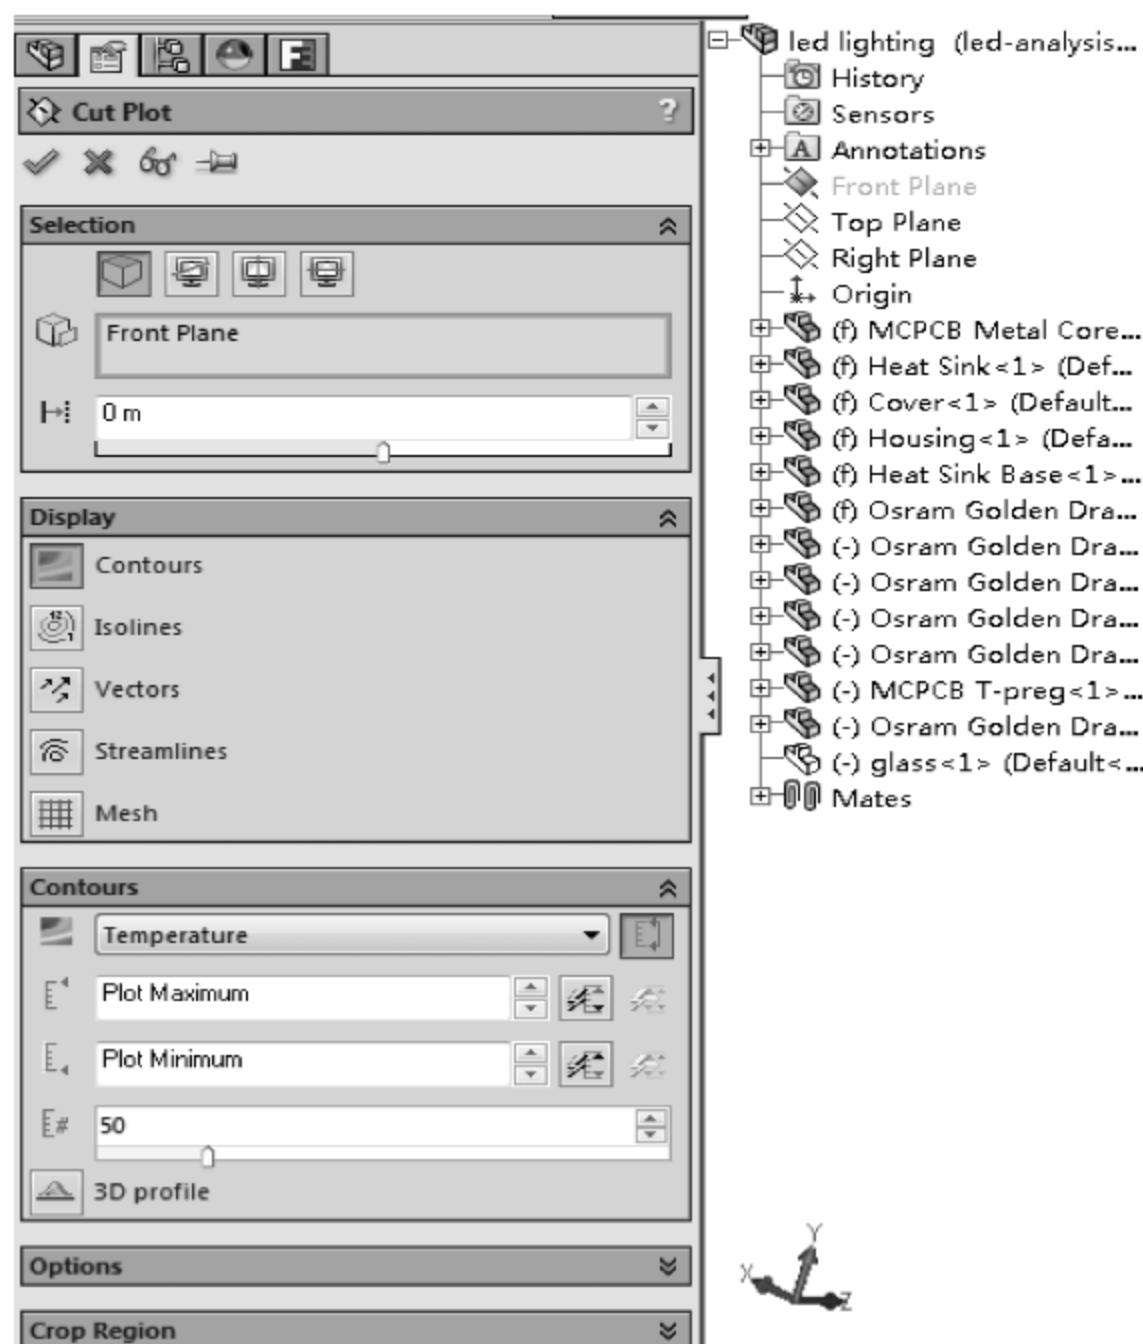 Cut Plot
?
Selection
Front Plane
0 m
Display
Contours
Isolines
Vectors
Streamlines
Mesh
Contours
Temperature
Plot Maximum
Plot Minimum
50
3D profile
Options
Crop Region
led lighting (led-analysis...
History
Sensors
A Annotations
Front Plane
Top Plane
Right Plane
Origin
(f) MCPCB Metal Core...
(f) Heat Sink<1> (Def...
(f) Cover<1> (Default...
(f) Housing<1> (Defa...
(f) Heat Sink Base<1>...
(f) Osram Golden Dra...
(-) Osram Golden Dra...
(-) Osram Golden Dra...
(-) Osram Golden Dra...
(-) Osram Golden Dra...
(-) MCPCB T-preg<1>...
(-) Osram Golden Dra...
(-) glass<1> (Default<...
Mates
Y
X
Z